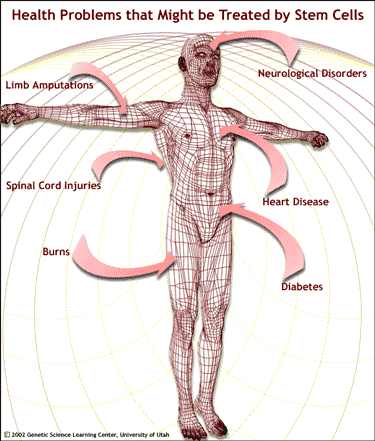 Health Problems that Might be Treated by Stem Cells
Neurological Disorders
Limb Amputations
Spinal Cord Injuries
Heart Disease
Burns
Diabetes
© 2002 Genetic Science Learning Center, University of Utah